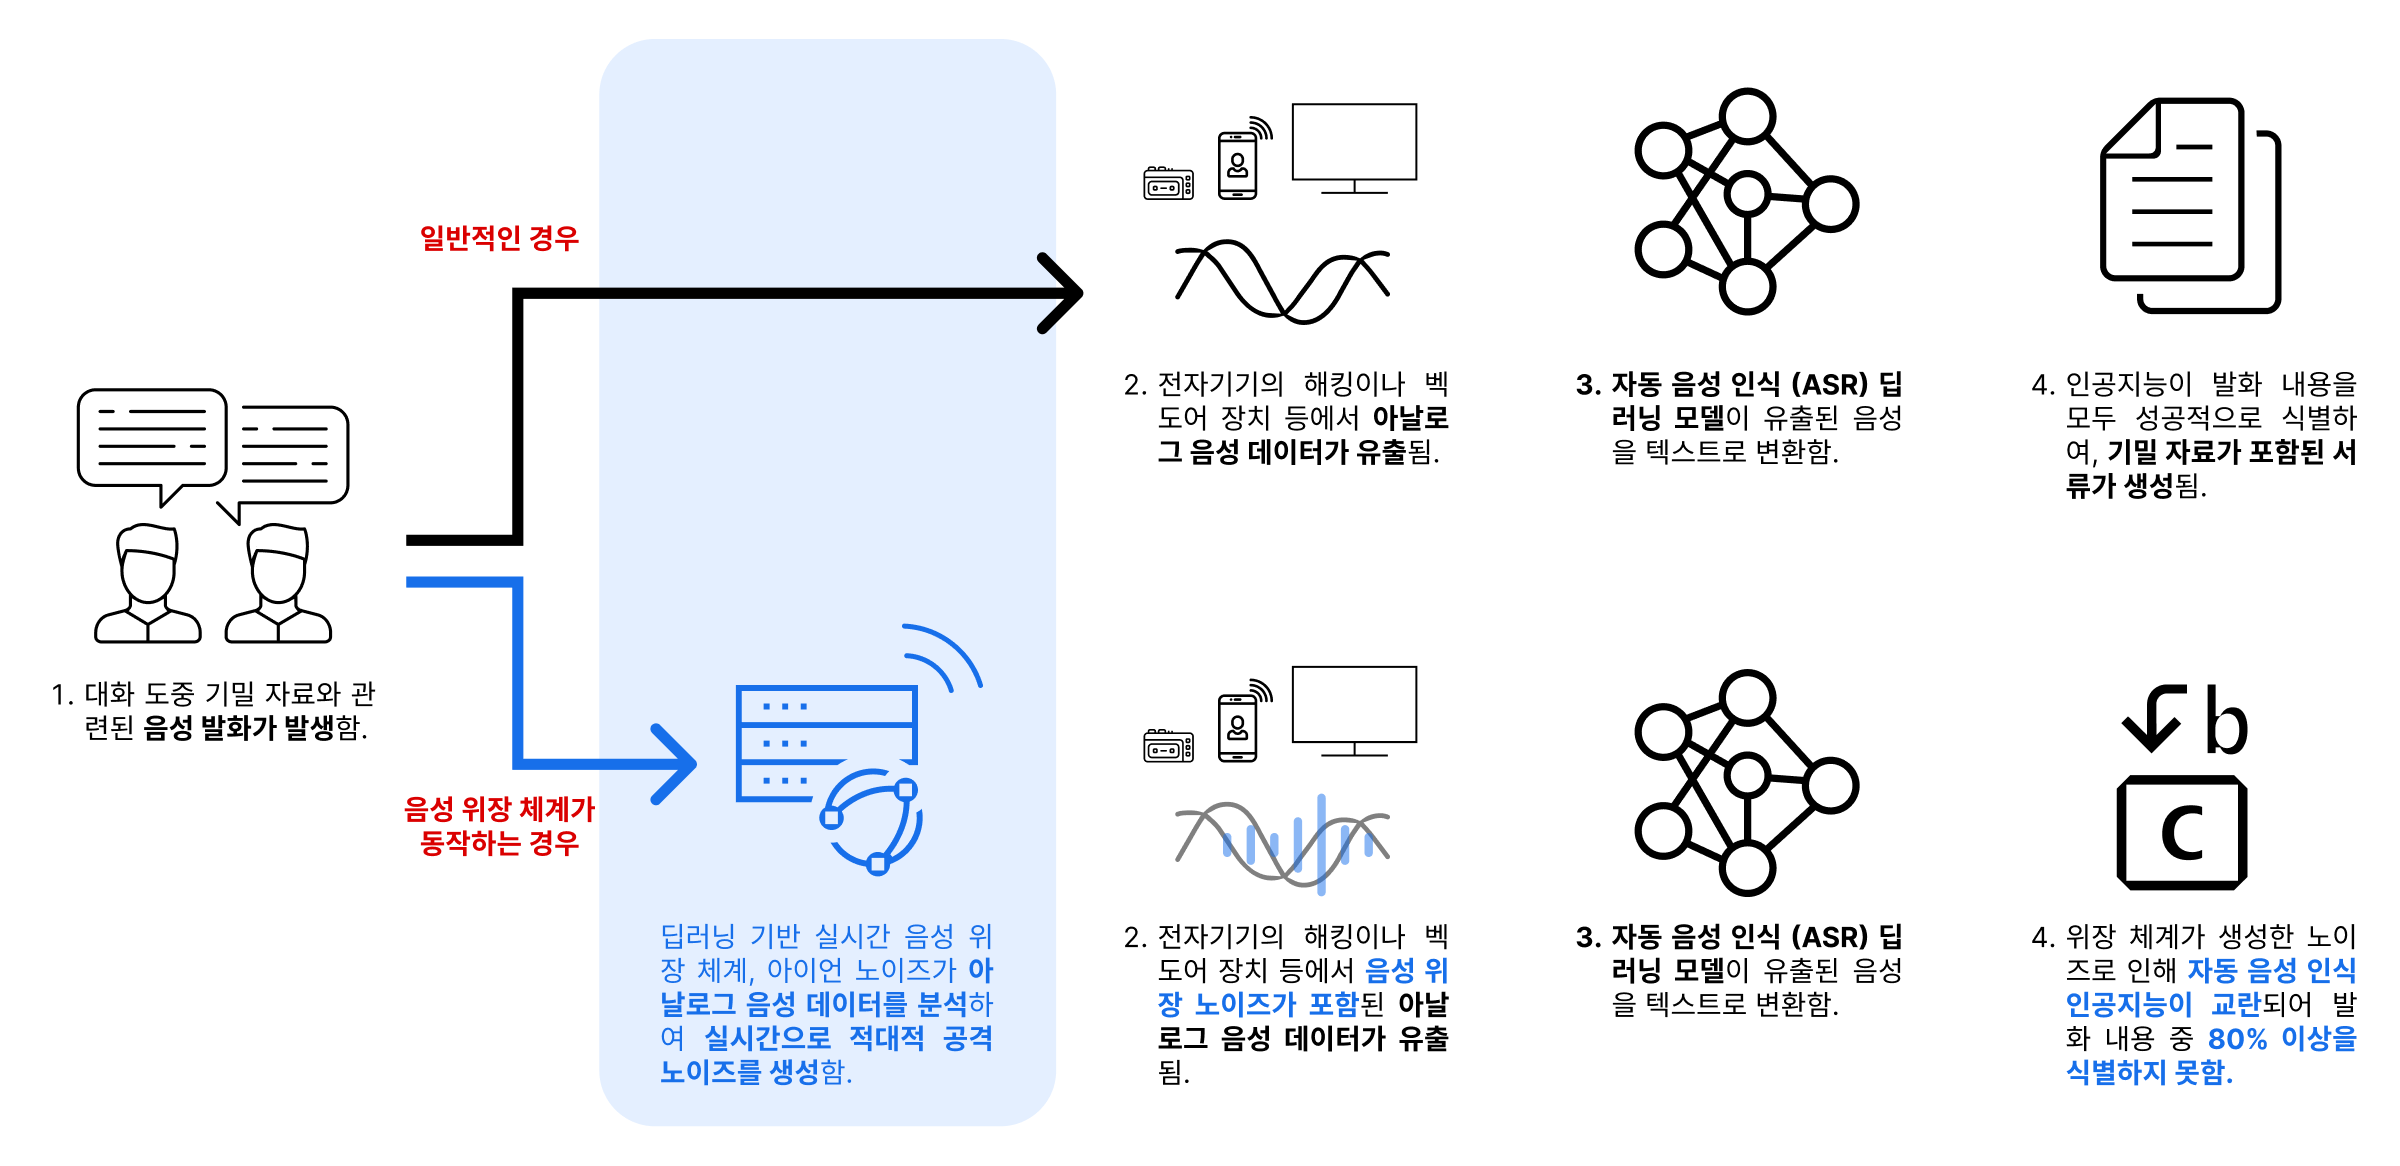 일반적인 경우
1. 대화 도중 기밀 자료와 관
련된 음성 발화가 발생함.
2. 전자기기의 해킹이나 벡
도어 장치 등에서 아날로
그 음성 데이터가 유출됨.
3. 자동 음성 인식 (ASR) 딥
러닝 모델이 유출된 음성
을 텍스트로 변환함.
4. 인공지능이 발화 내용을
모두 성공적으로 식별하
여, 기밀 자료가 포함된 서
류가 생성됨.
음성 위장 체계가
동작하는 경우
딥러닝 기반 실시간 음성 위
장 체계, 아이언 노이즈가 아
날로그 음성 데이터를 분석하
여 실시간으로 적대적 공격
노이즈를 생성함.
2. 전자기기의 해킹이나 벡
도어 장치 등에서 음성 위
장 노이즈가 포함된 아날
로그 음성 데이터가 유출
됨.
3. 자동 음성 인식 (ASR) 딥
러닝 모델이 유출된 음성
을 텍스트로 변환함.
b
C
4. 위장 체계가 생성한 노이
즈로 인해 자동 음성 인식
인공지능이 교란되어 발
화 내용 중 80% 이상을
식별하지 못함.